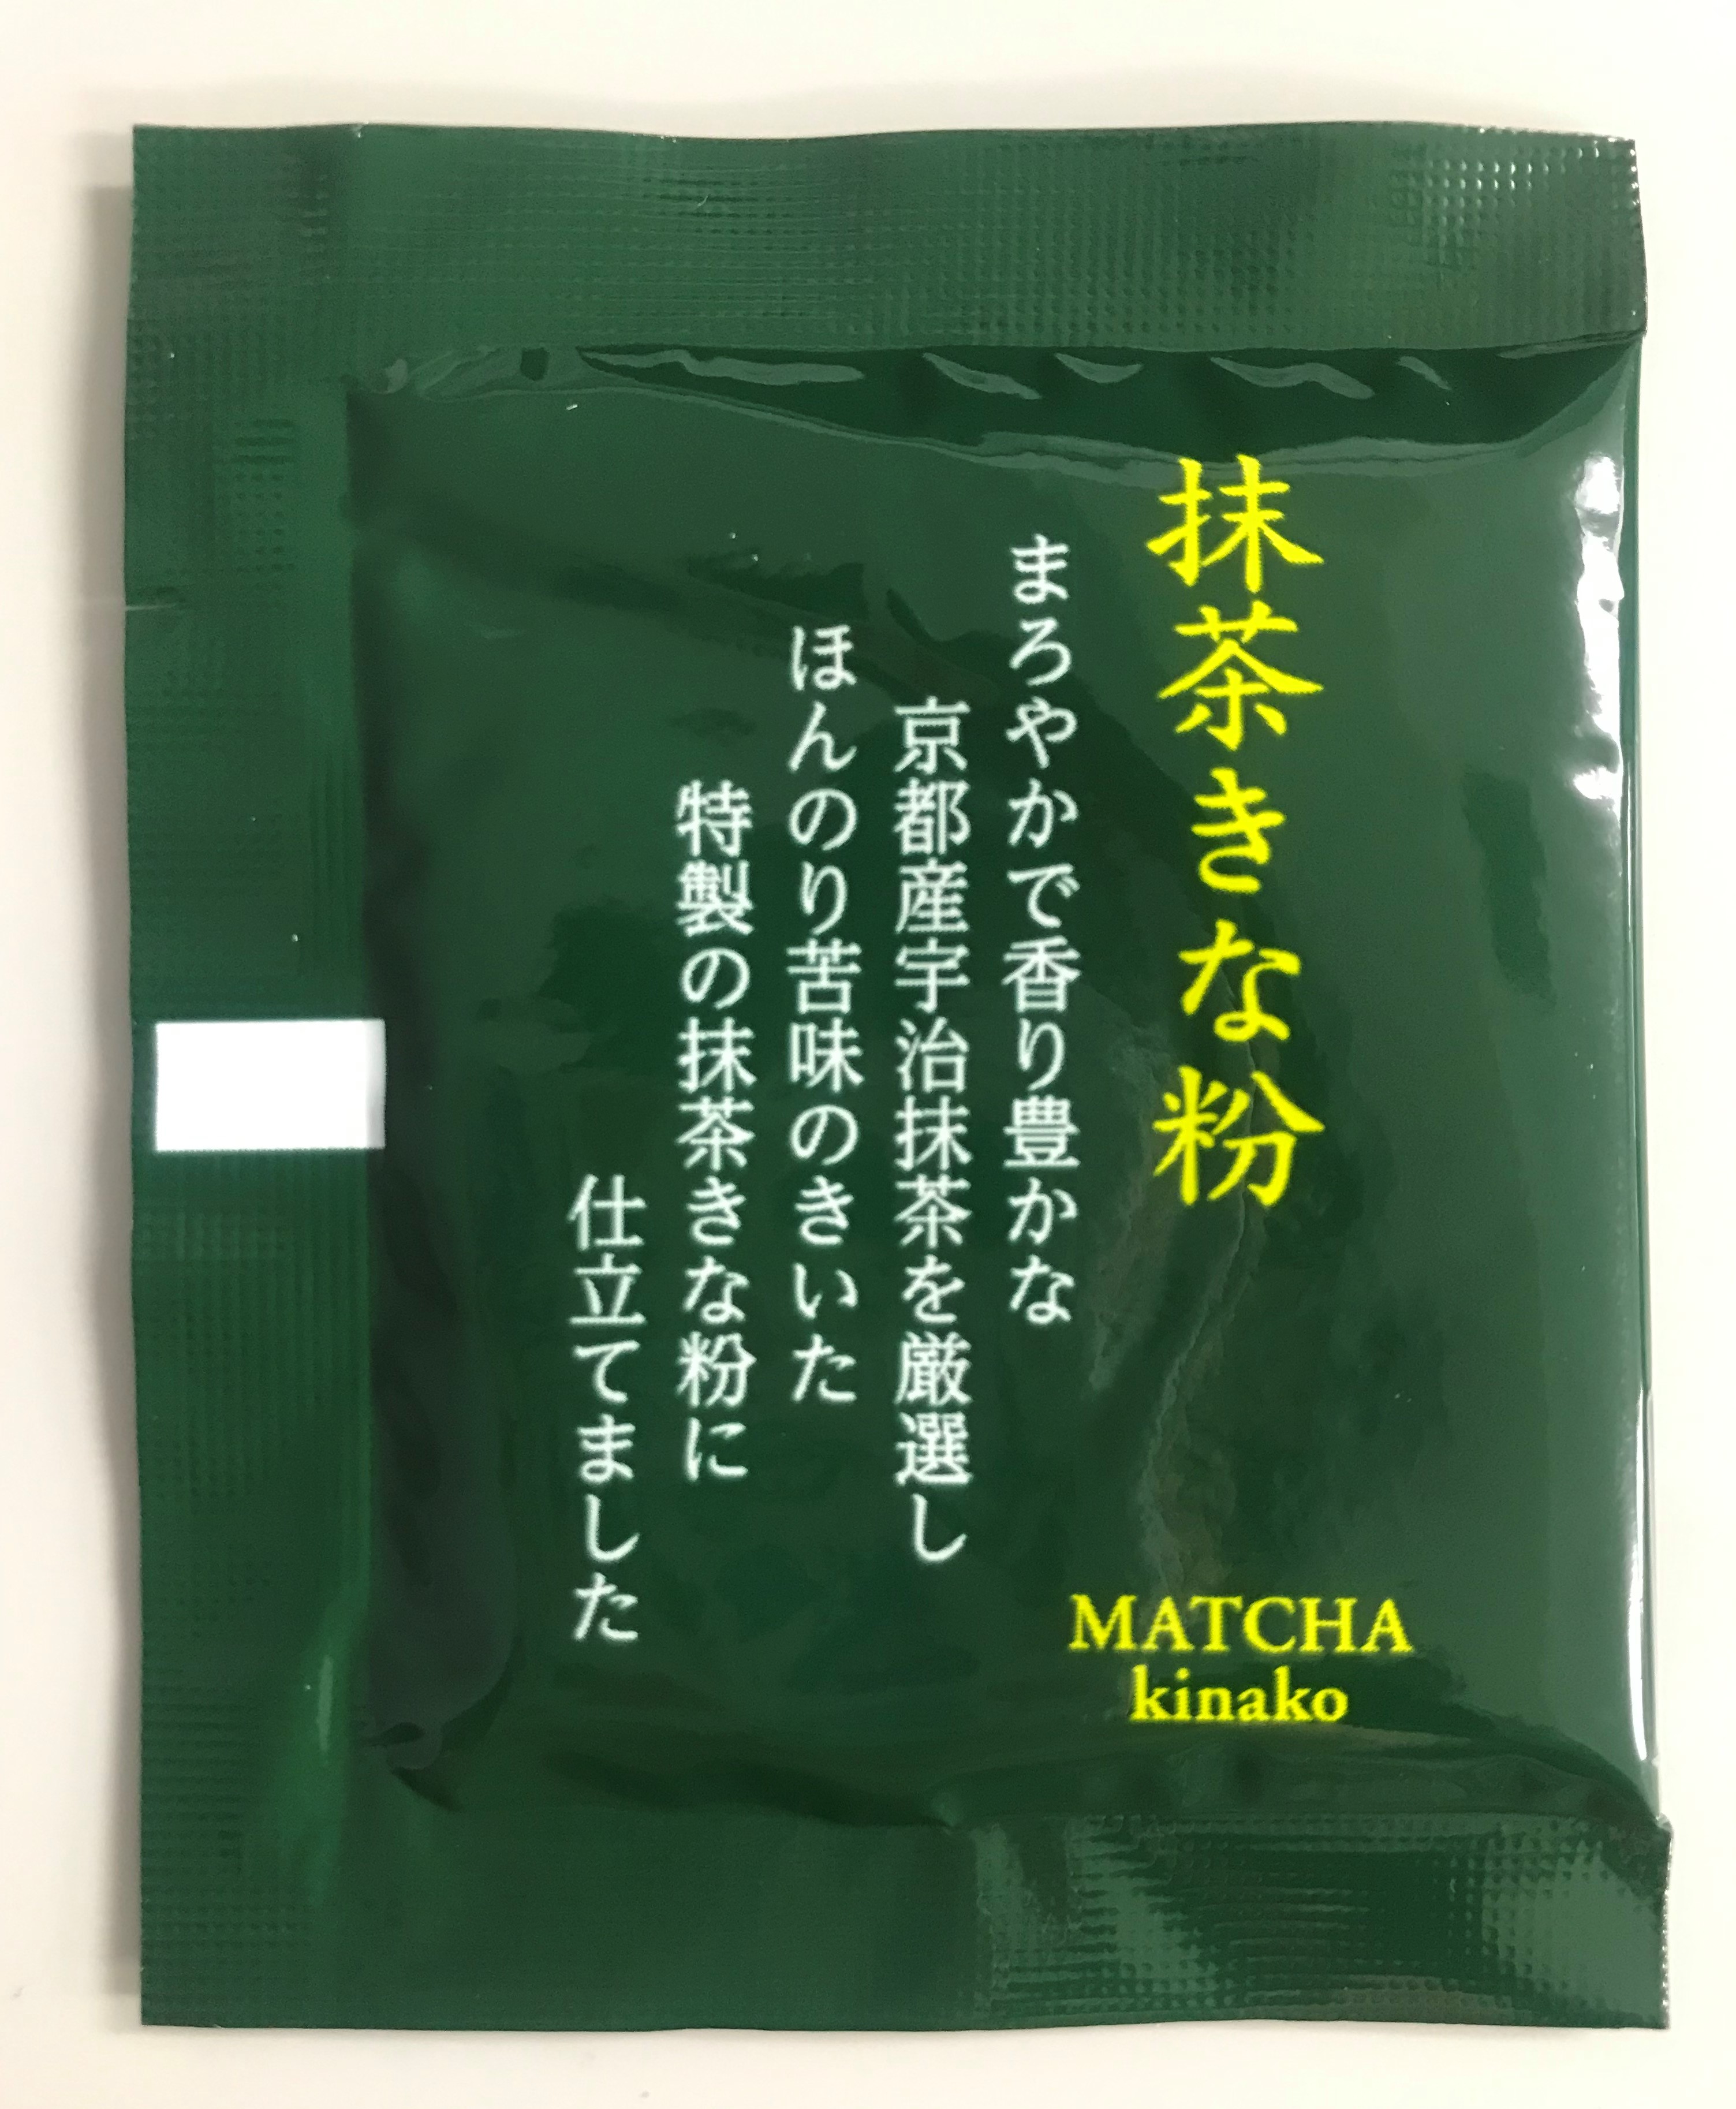 抹茶きな粉
まろやかで香り豊かな
京都産宇治抹茶を厳選し
ほんのり苦味のきいた
特製の抹茶きな粉に
仕立てました
MATCHA
kinako